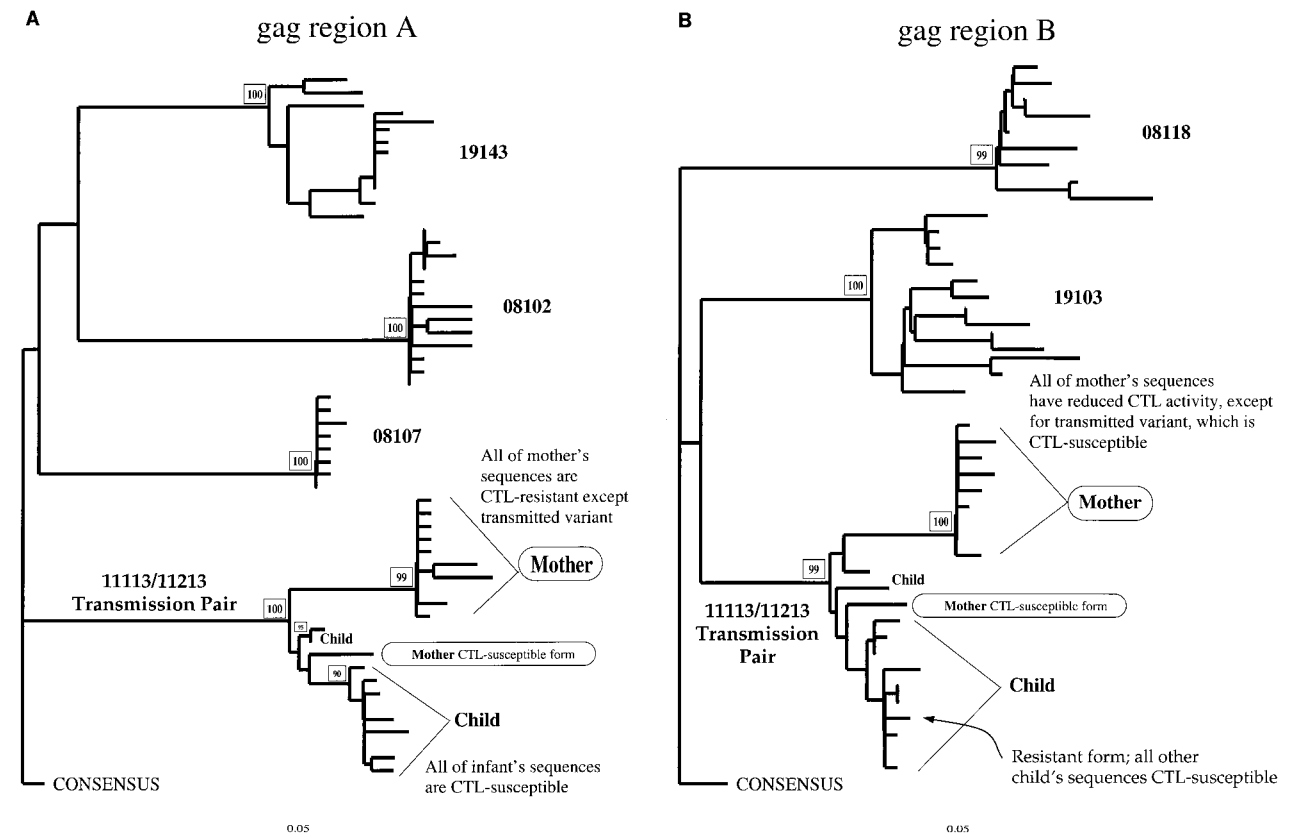 A
gag region A
100
19143
100
08102
100
08107
All of mother's
sequences are
CTL-resistant except
transmitted variant
99
Mother
11113/11213
Transmission Pair
100
95
Child
Mother CTL-susceptible form
90
Child
All of infant's sequences
are CTL-susceptible
CONSENSUS
0.05
B
gag region B
99
08118
100
19103
All of mother's sequences
have reduced CTL activity, except
for transmitted variant, which is
CTL-susceptible
Mother
100
99
Child
Mother CTL-susceptible form
11113/11213
Transmission
Pair
Child
Resistant form; all other
child's sequences CTL-susceptible
CONSENSUS
0.05